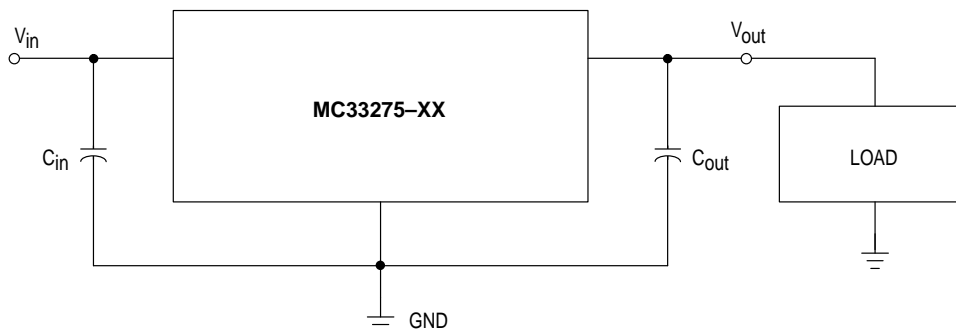 Vin
Vout
MC33275–XX
Cin
Cout
LOAD
GND